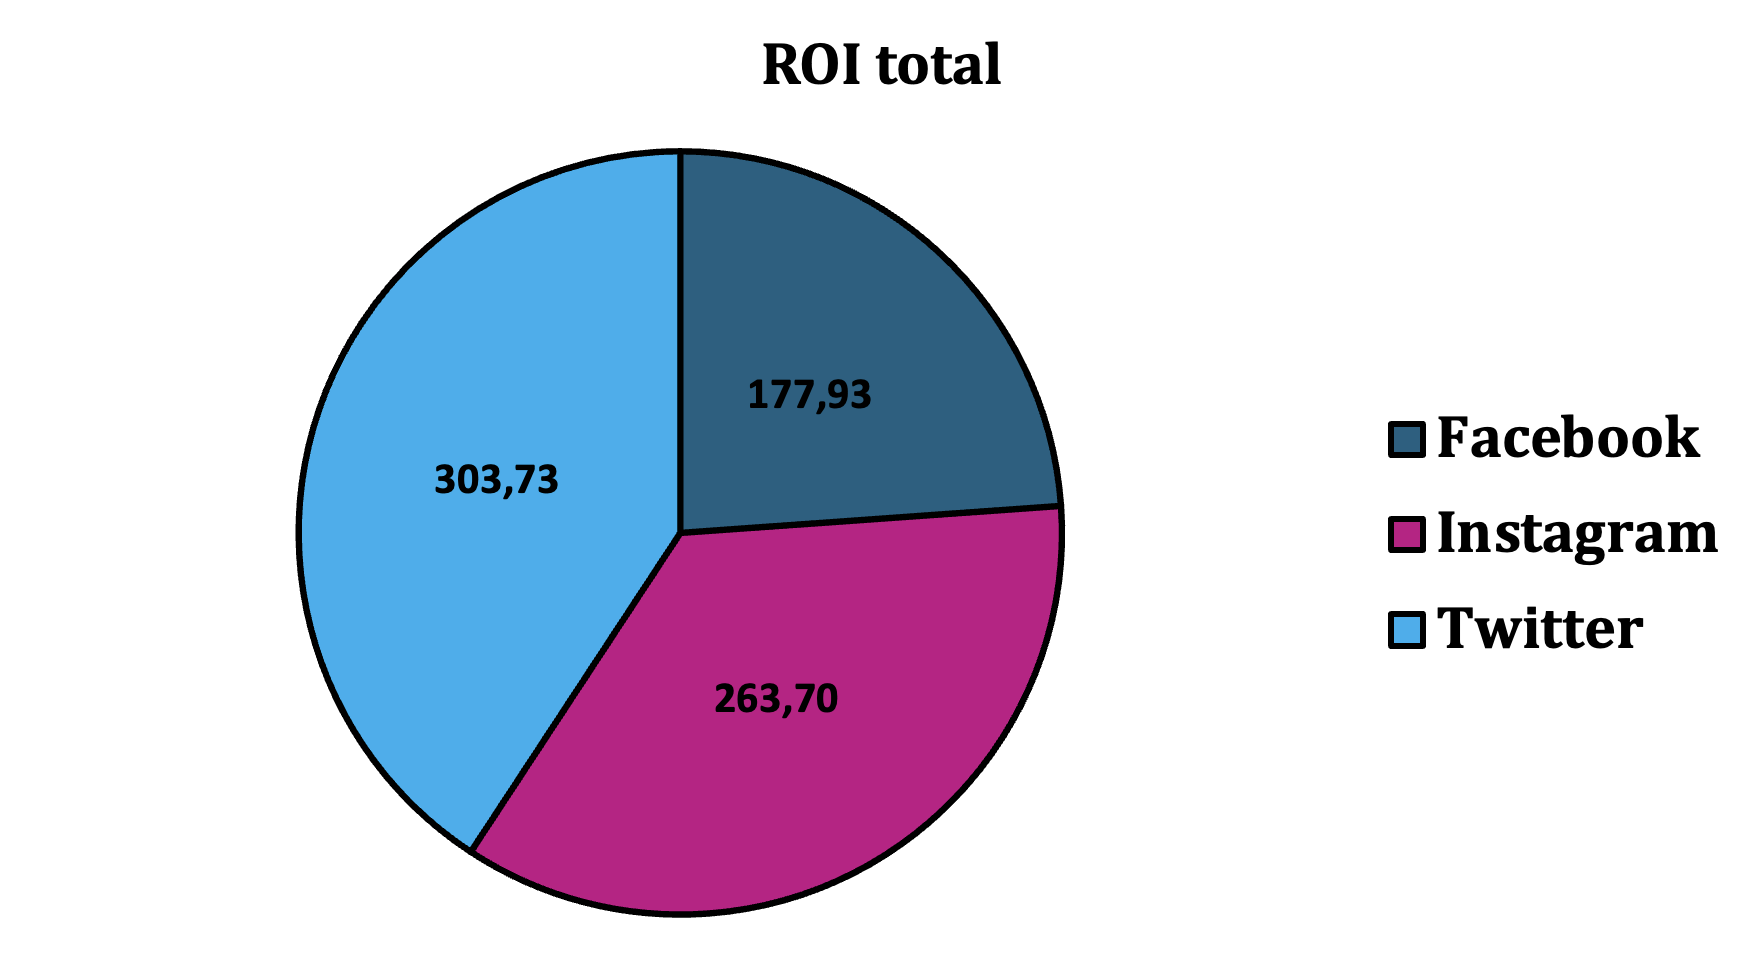 ROI total
177,93
303,73
263,70
Facebook
Instagram
Twitter